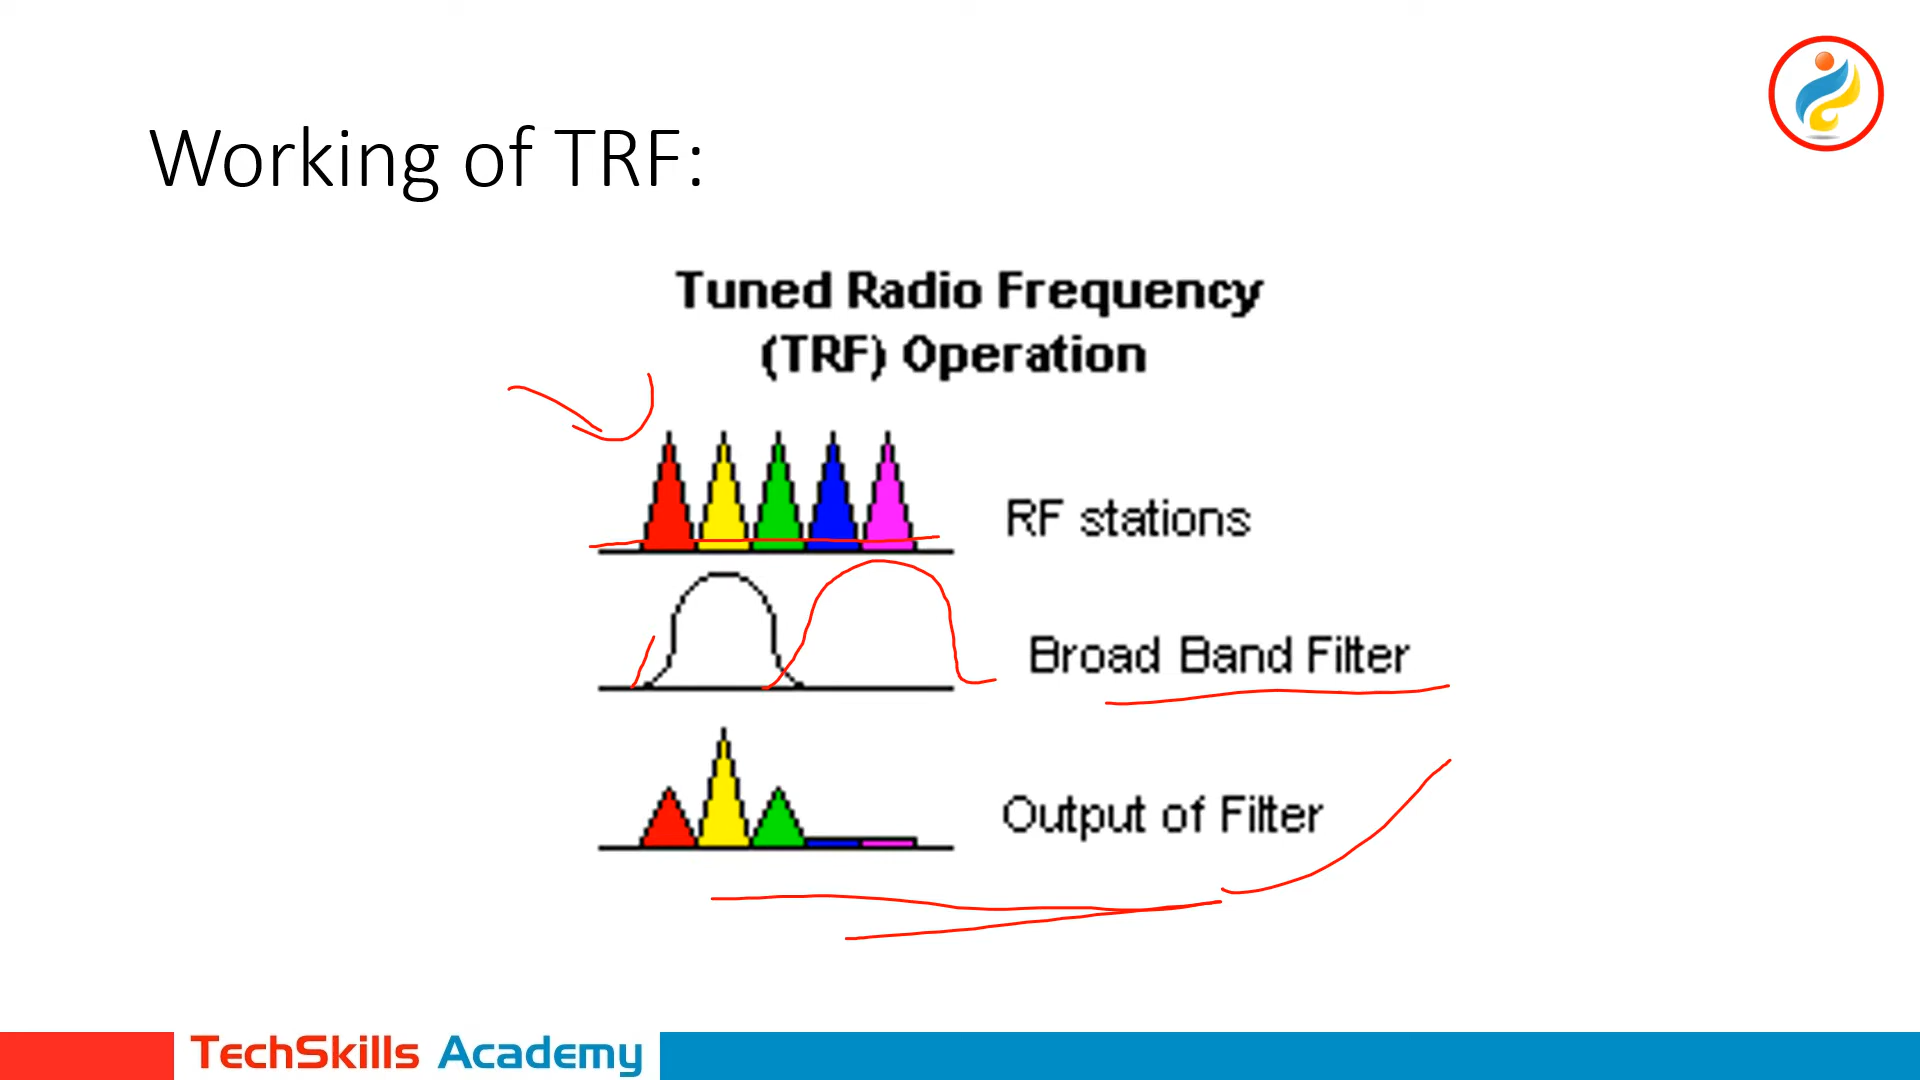 Working of TRF:
Tuned Radio Frequency
(TRF) Operation
RF stations
Broad Band Filter
Output of Filter
TechSkills Academy